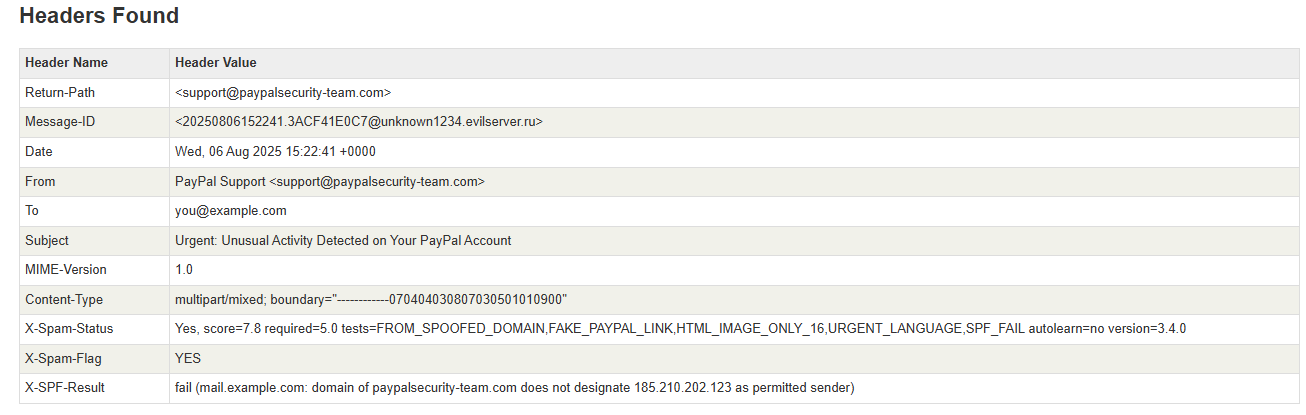 Headers Found
Header Name Header Value
Return-Path <support@paypalsecurity-team.com>
Message-ID <20250806152241.3ACF41E0C7@unknown1234.evilserver.ru>
Date Wed, 06 Aug 2025 15:22:41 +0000
From PayPal Support <support@paypalsecurity-team.com>
To you@example.com
Subject Urgent: Unusual Activity Detected on Your PayPal Account
MIME-Version 1.0
Content-Type multipart/mixed; boundary="------------070404030807030501010900"
X-Spam-Status Yes, score=7.8 required=5.0 tests=FROM_SPOOFED_DOMAIN,FAKE_PAYPAL_LINK,HTML_IMAGE_ONLY_16,URGENT_LANGUAGE,SPF_FAIL autolearn=no version=3.4.0
X-Spam-Flag YES
X-SPF-Result fail (mail.example.com: domain of paypalsecurity-team.com does not designate 185.210.202.123 as permitted sender)